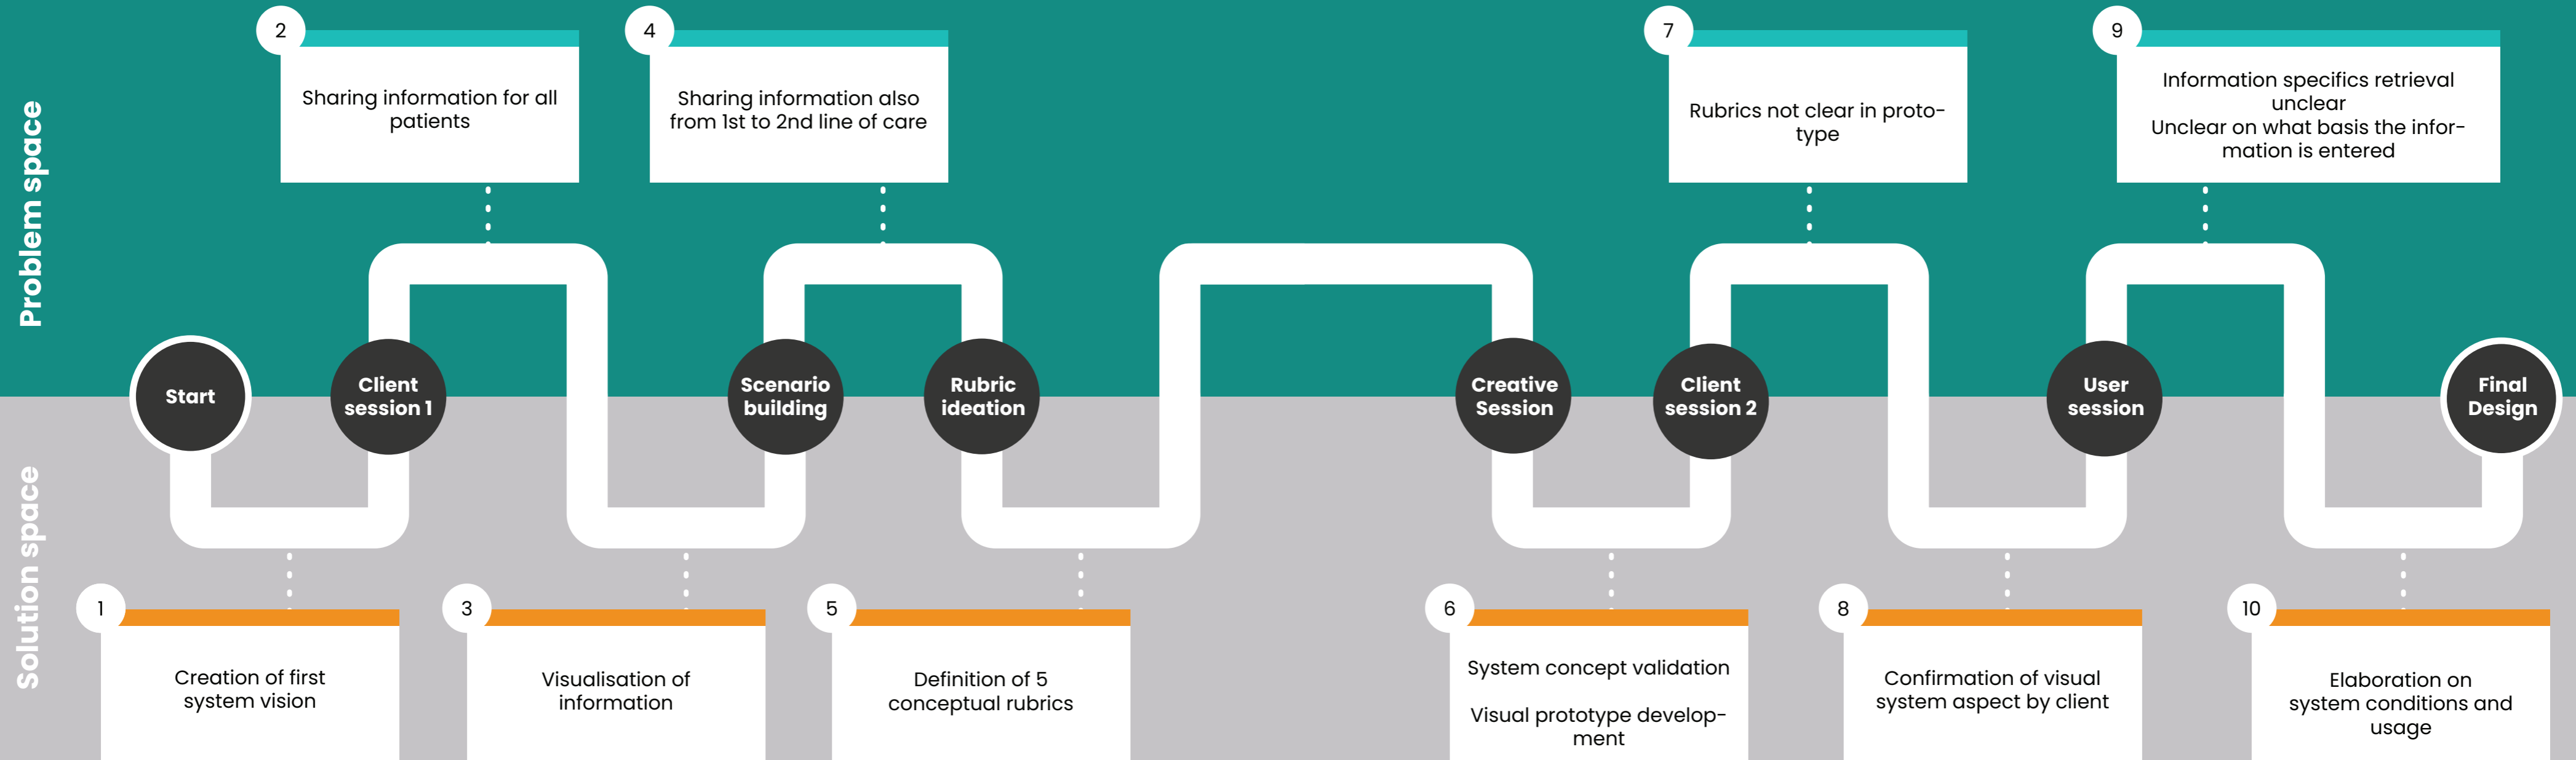 Problem space
2
Sharing information for all
patients
4
Sharing information also
from 1st to 2nd line of care
7
Rubrics not clear in proto-
type
9
Information specifics retrieval
unclear
Unclear on what basis the infor-
mation is entered
Start
Client
session 1
Scenario
building
Rubric
ideation
Creative
Session
Client
session 2
User
session
Final
Design
Solution space
1
Creation of first
system vision
3
Visualisation of
information
5
Definition of 5
conceptual rubrics
6
System concept validation
Visual prototype develop-
ment
8
Confirmation of visual
system aspect by client
10
Elaboration on
system conditions and
usage